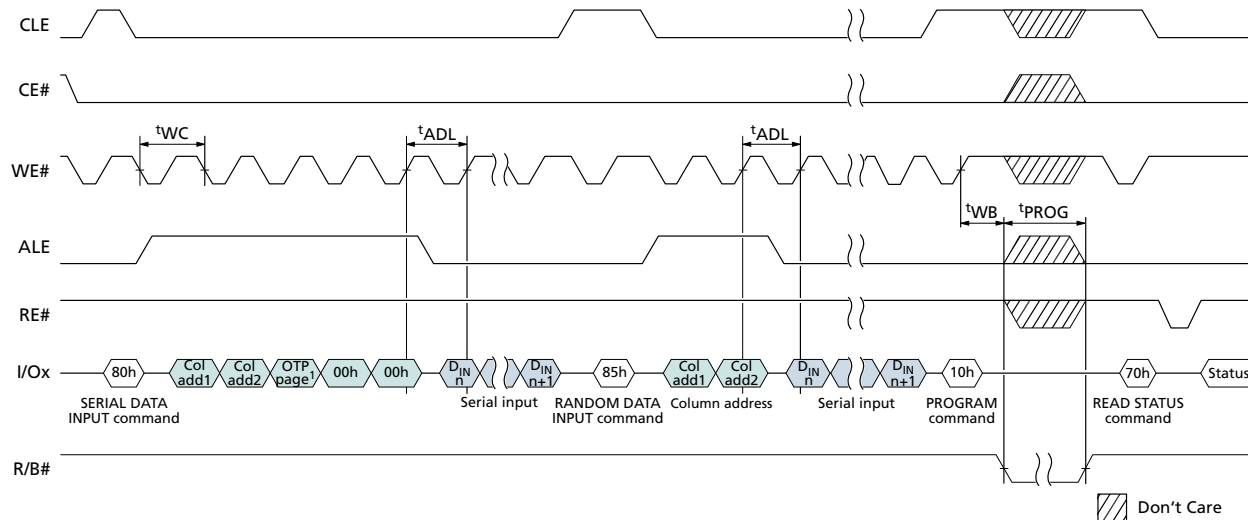 CLE
CE#
tWC
tADL
tADL
WE#
tWB
tPROG
ALE
RE#
I/Ox
80h
Col add1
Col add2
OTP page1
00h
00h
DIN n
DIN n+1
85h
Col add1
Col add2
DIN n
DIN n+1
10h
70h
Status
SERIAL DATA
INPUT command
Serial input
RANDOM DATA
INPUT command
Column address
Serial input
PROGRAM
command
READ STATUS
command
R/B#
Don't Care